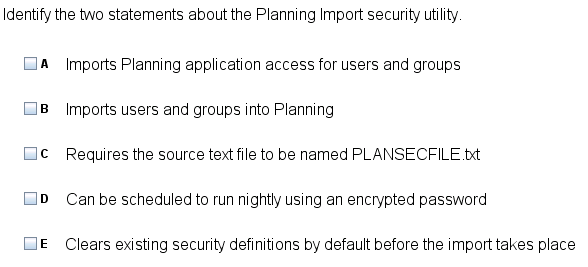 Identify the two statements about the Planning Import security utility.
A Imports Planning application access for users and groups
B Imports users and groups into Planning
C Requires the source text file to be named PLANSECFILE.txt
D Can be scheduled to run nightly using an encrypted password
E Clears existing security definitions by default before the import takes place